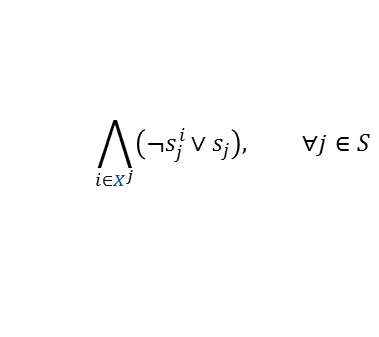 ⋀_{i∈X^j} (¬s_j^i ∨ s_j), ∀j ∈ S